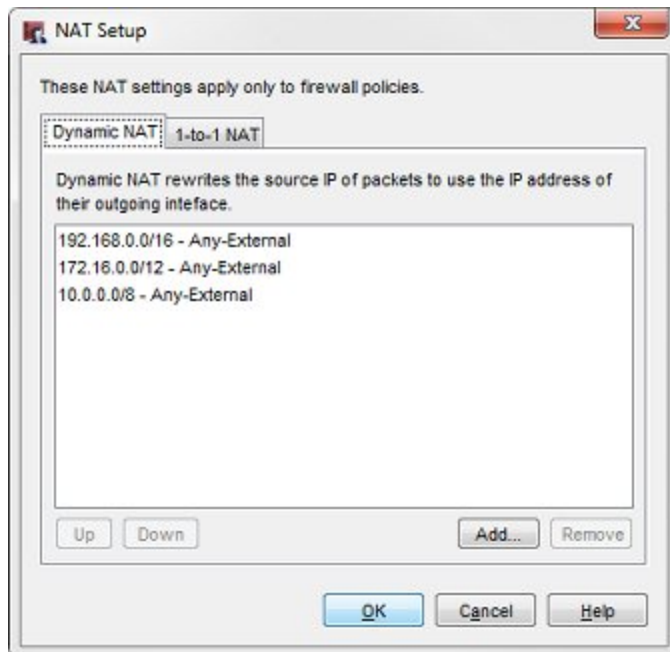 NAT Setup
These NAT settings apply only to firewall policies.
Dynamic NAT
1-to-1 NAT
Dynamic NAT rewrites the source IP of packets to use the IP address of
their outgoing inteface.
192.168.0.0/16 - Any-External
172.16.0.0/12 - Any-External
10.0.0.0/8 - Any-External
Up
Down
Add...
Remove
OK
Cancel
Help